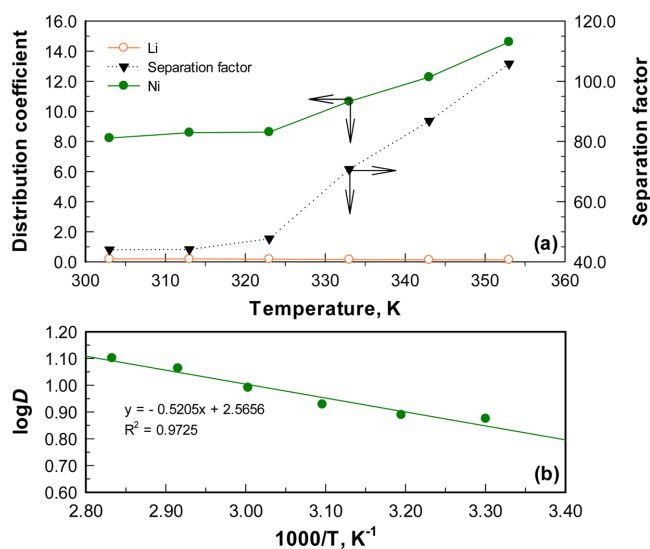 16.0
14.0
12.0
10.0
8.0
6.0
4.0
2.0
0.0
Distribution coefficient
Li
Separation factor
Ni
120.0
100.0
80.0
60.0
40.0
Separation factor
(a)
300 310 320 330 340 350 360
Temperature, K
1.20
1.10
1.00
0.90
0.80
0.70
0.60
logD
y = - 0.5205x + 2.5656
R² = 0.9725
(b)
2.80 2.90 3.00 3.10 3.20 3.30 3.40
1000/T, K⁻¹